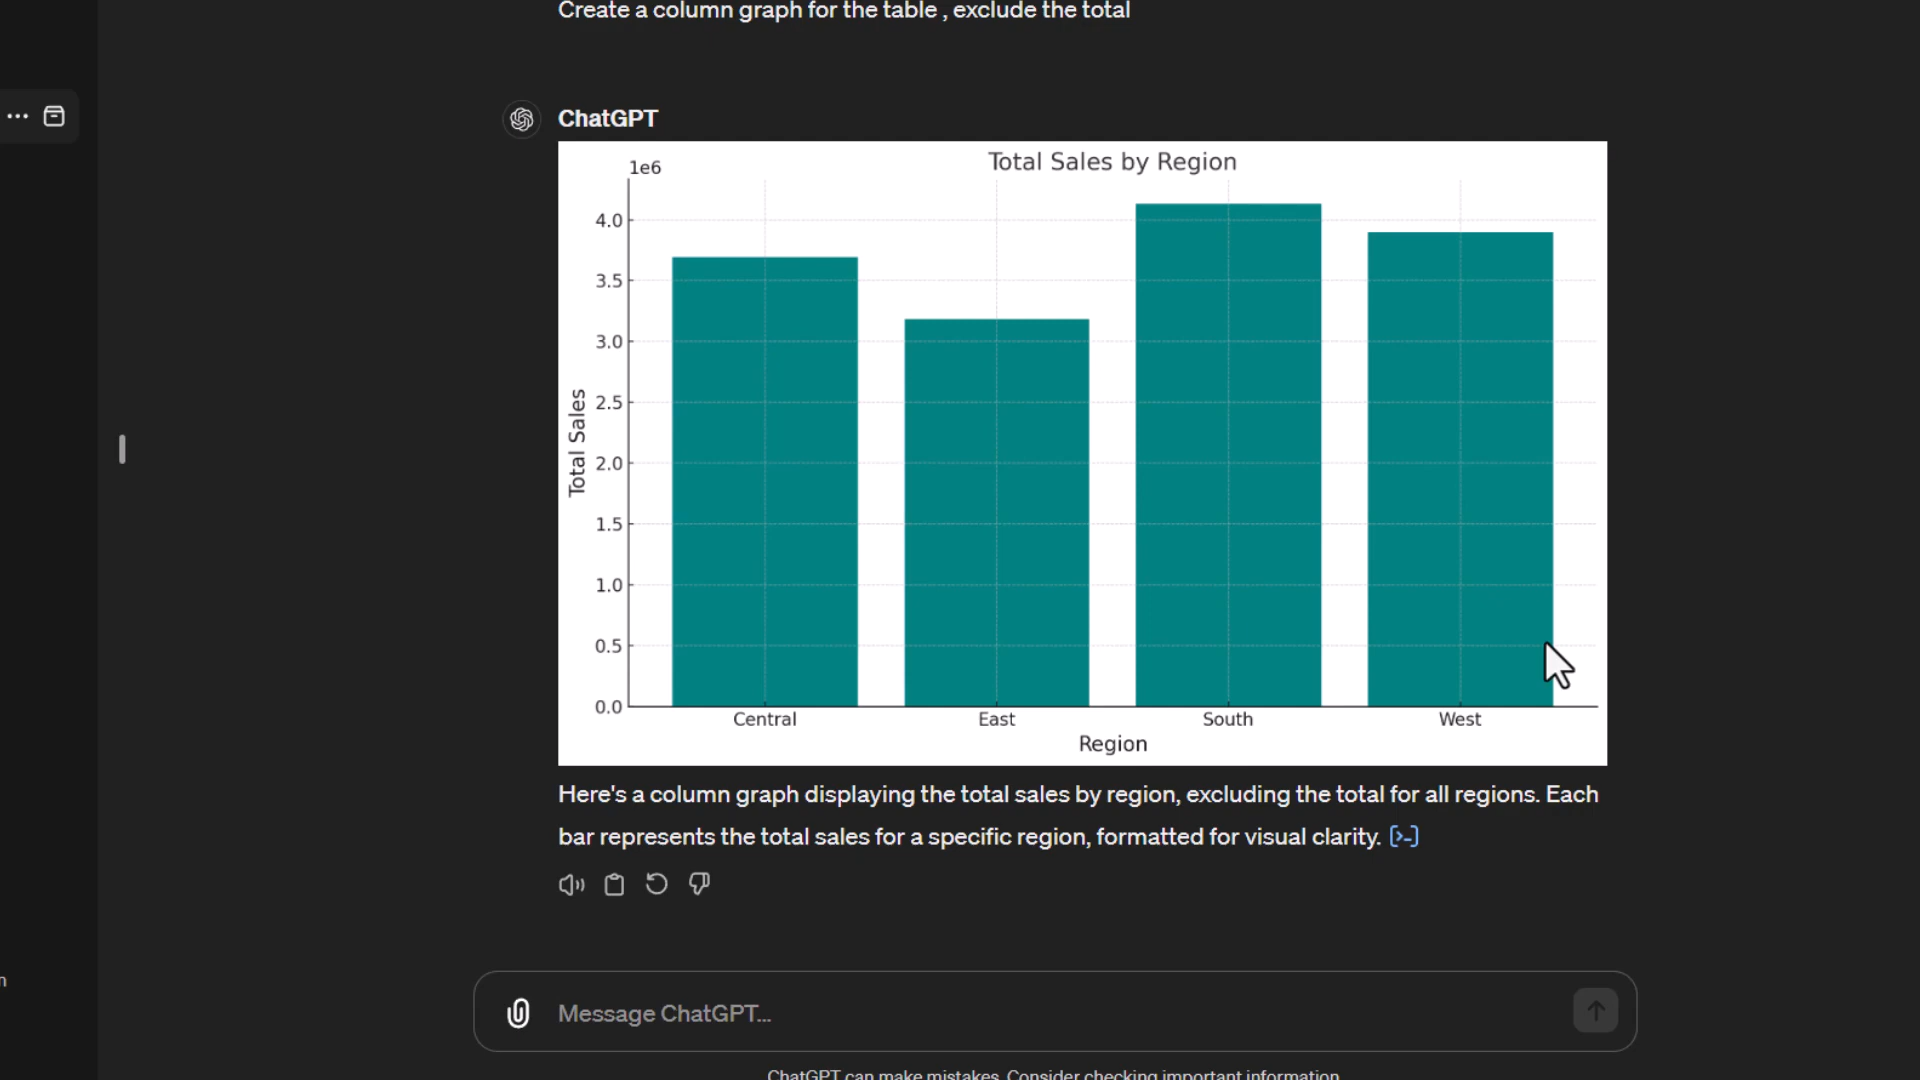 Create a column graph for the table , exclude the total
ChatGPT
1e6
Total Sales by Region
4.0
3.5
3.0
2.5
2.0
1.5
1.0
0.5
0.0
Total Sales
Central East South West
Region
Here's a column graph displaying the total sales by region, excluding the total for all regions. Each
bar represents the total sales for a specific region, formatted for visual clarity. [>-]
Message ChatGPT...
ChatGPT can make mistakes. Consider checking important information.